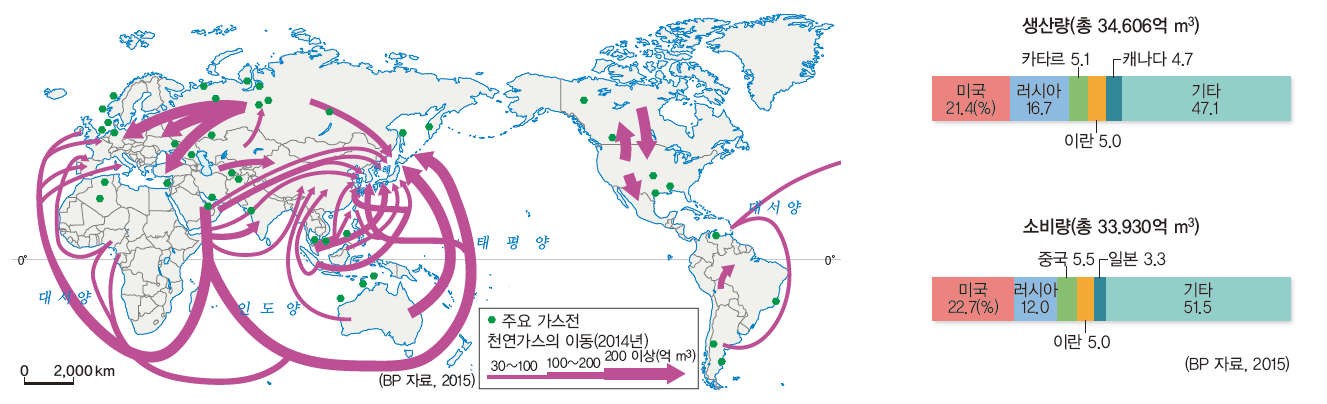 생산량(총 34,606억 m³)
카타르 5.1
캐나다 4.7
미국
21.4(%)
러시아
16.7
기타
47.1
이란 5.0
소비량(총 33,930억 m³)
중국 5.5
일본 3.3
미국
22.7(%)
러시아
12.0
기타
51.5
이란 5.0
(BP 자료, 2015)
동해
대서양
태평양
0°
0°
대서양
인도양
주요 가스전
천연가스의 이동(2014년)
30~100
100~200
200 이상(억 m³)
0
2,000 km
(BP 자료, 2015)